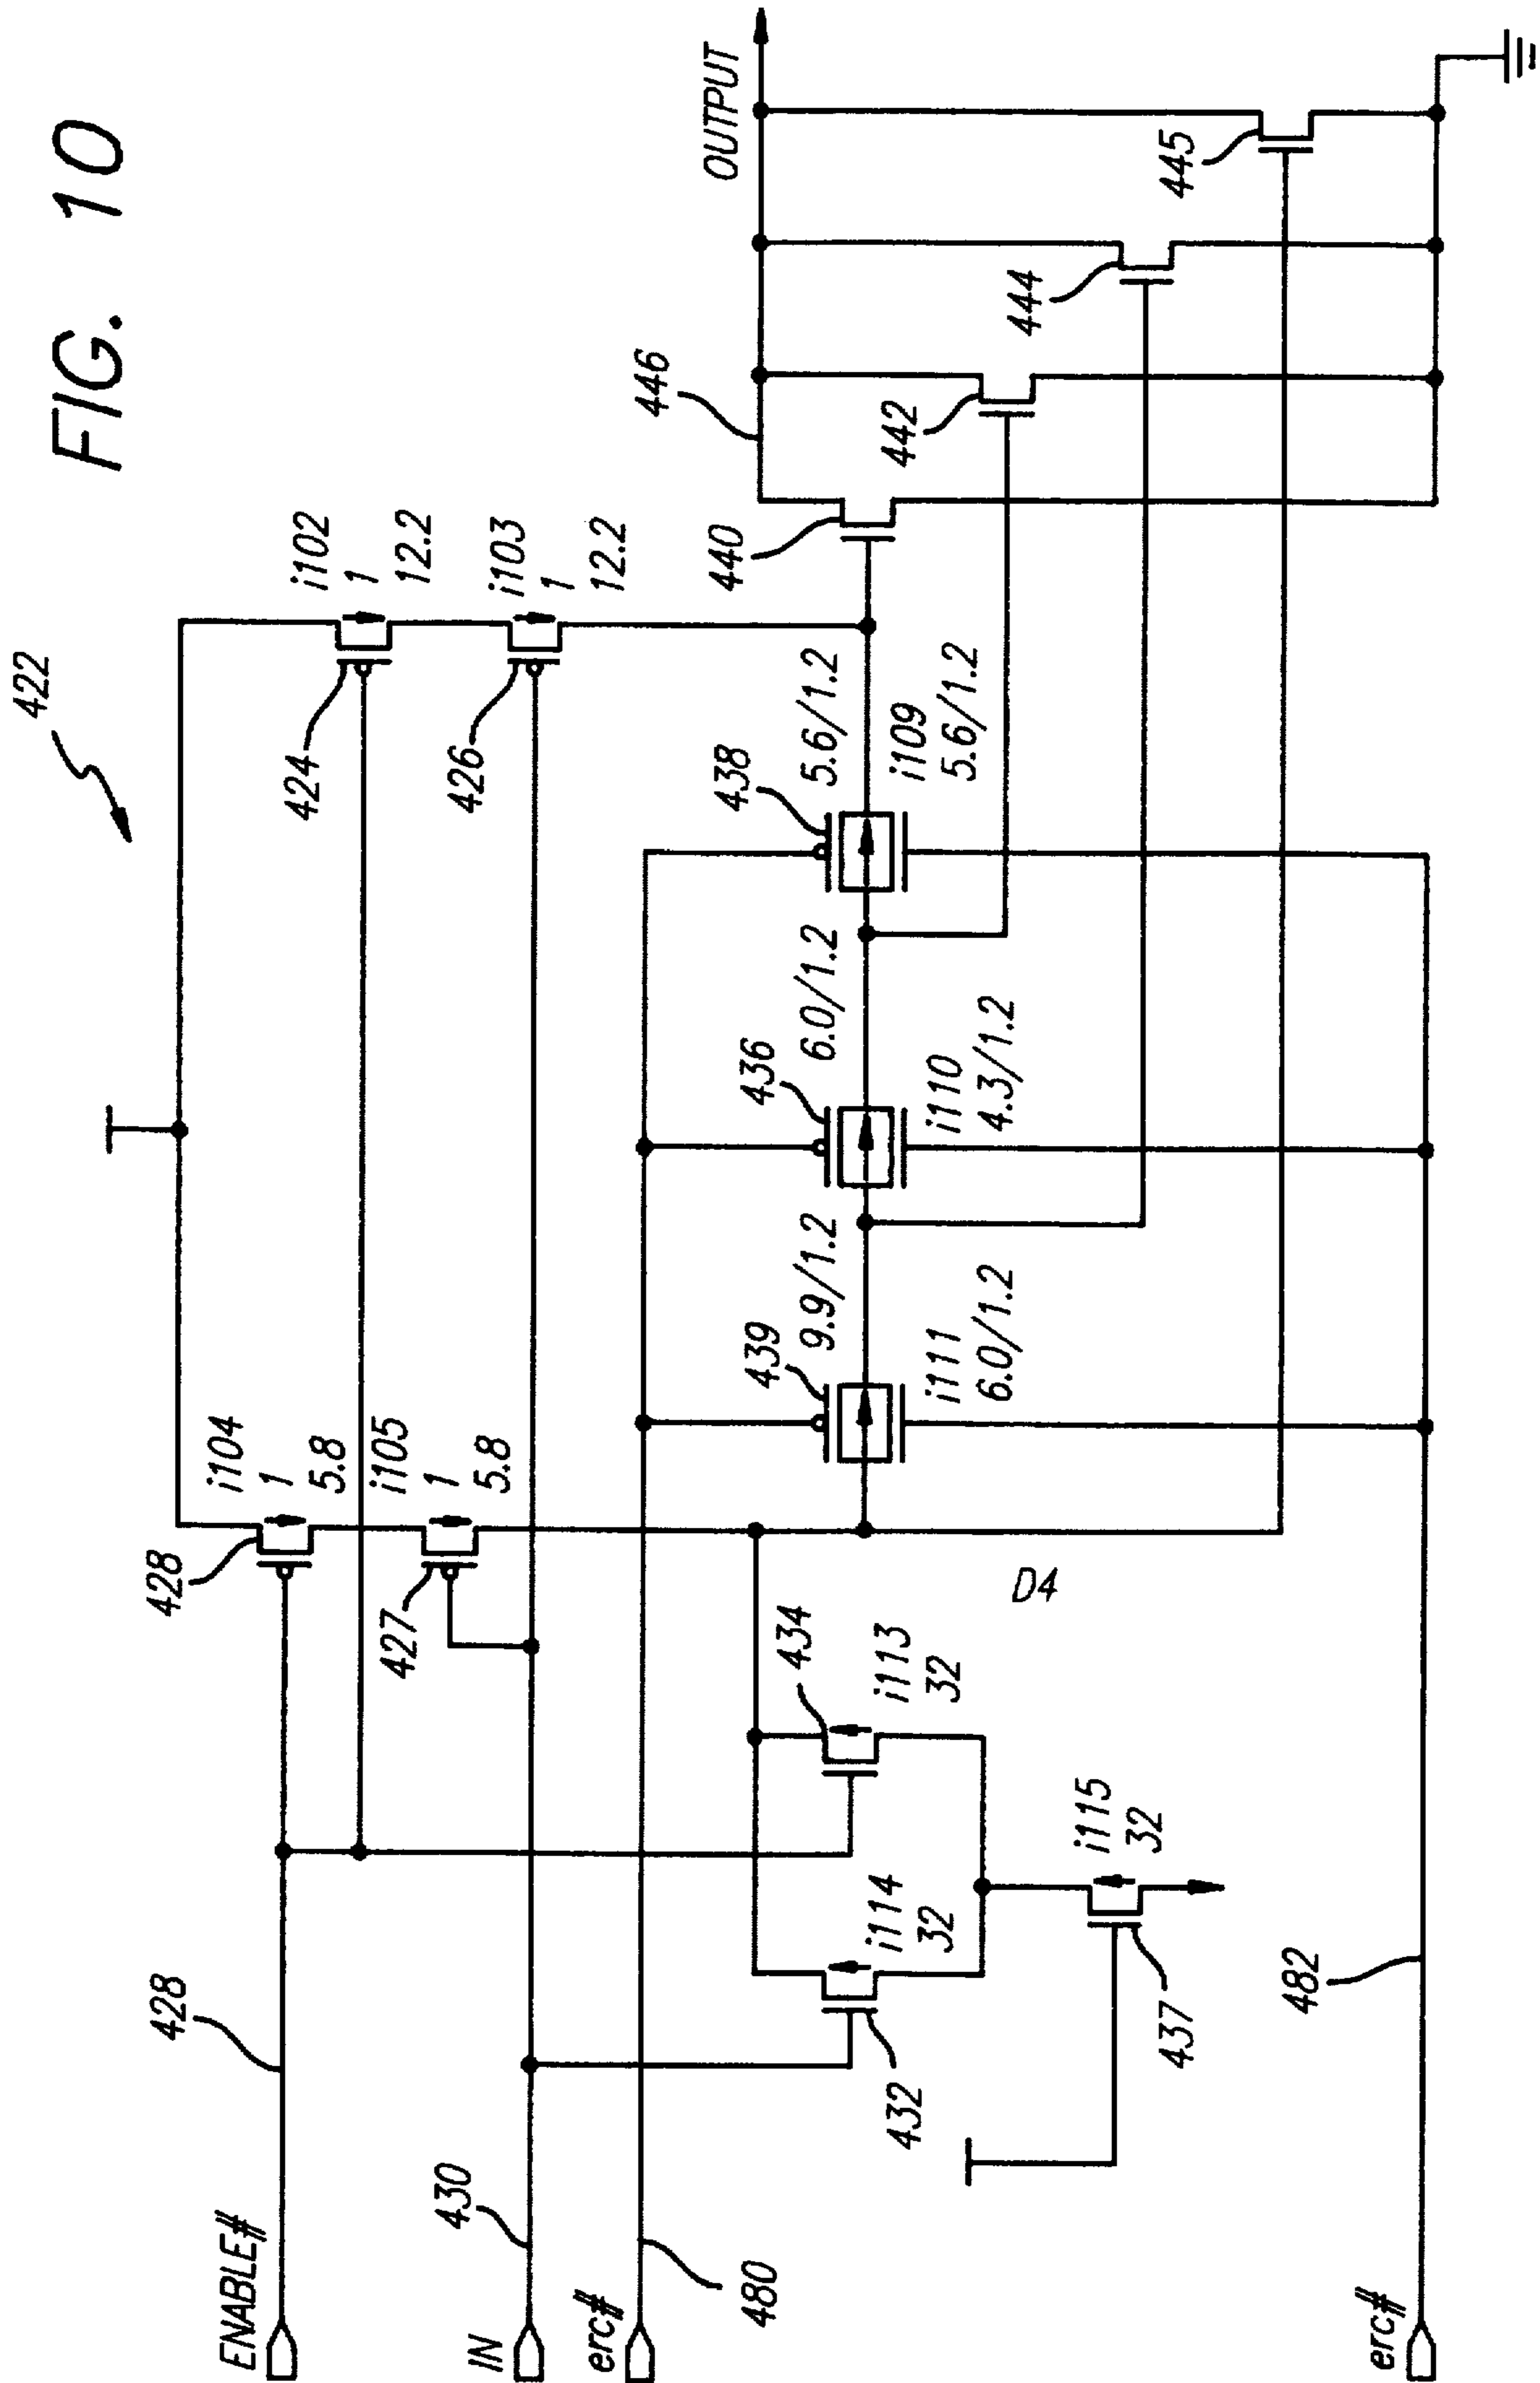 FIG. 10
422
i102
1
12.2
424
i103
1
12.2
426
i104
1
5.8
428
i105
1
5.8
427
ENABLE#
428
IN
430
erc#
480
432
i114
32
434
i113
32
437
i115
32
D4
439
9.9/1.2
i111
6.0/1.2
436
6.0/1.2
i110
4.3/1.2
438
5.6/1.2
i109
5.6/1.2
440
446
442
444
445
OUTPUT
erc#
482